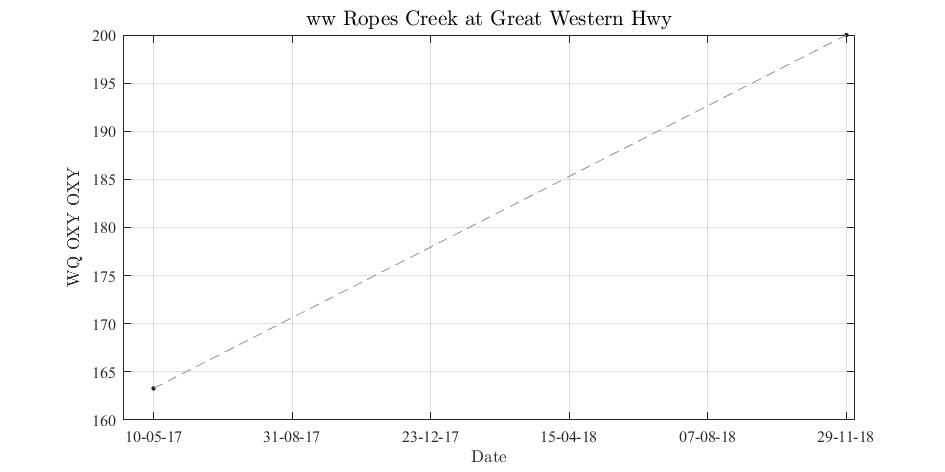 ww Ropes Creek at Great Western Hwy
200
195
190
185
180
175
170
165
160
WQ OXY OXY
10-05-17 31-08-17 23-12-17 15-04-18 07-08-18 29-11-18
Date